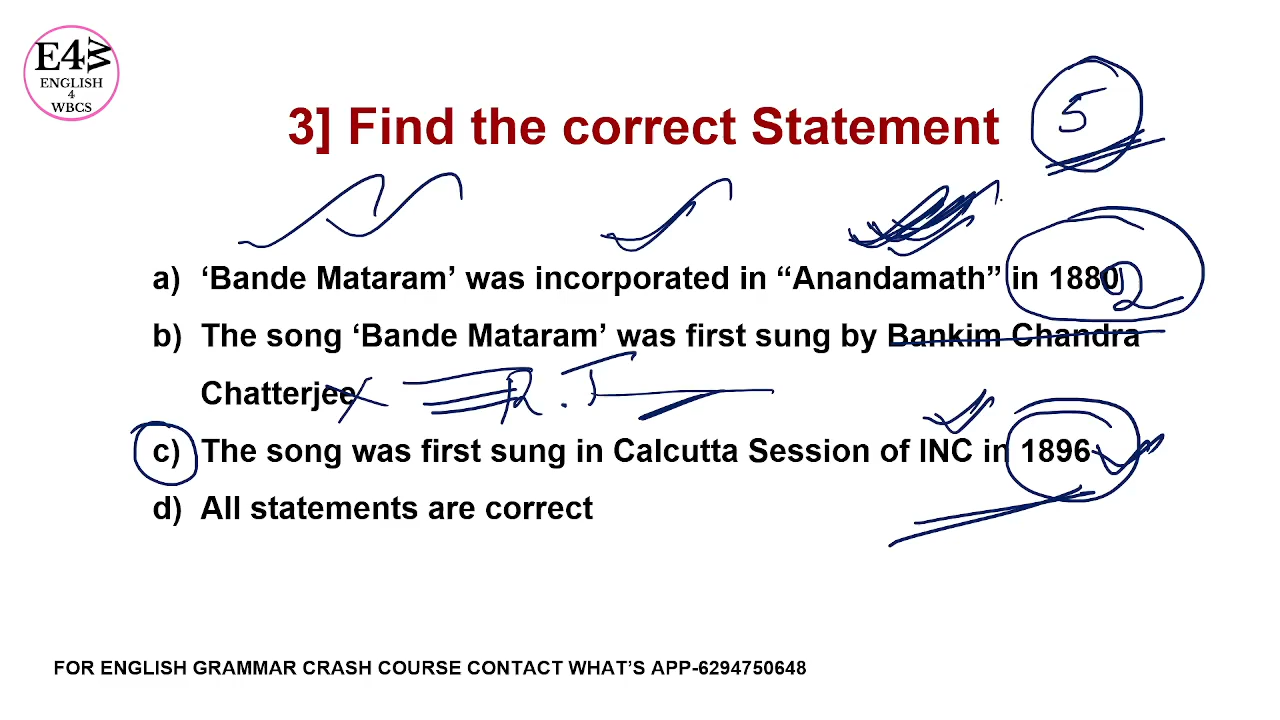 E4W
ENGLISH
4
WBCS
3] Find the correct Statement
5
a) ‘Bande Mataram’ was incorporated in “Anandamath” in 1880
2
b) The song ‘Bande Mataram’ was first sung by Bankim Chandra
Chatterjee
R. T
c) The song was first sung in Calcutta Session of INC in 1896
d) All statements are correct
FOR ENGLISH GRAMMAR CRASH COURSE CONTACT WHAT’S APP-6294750648